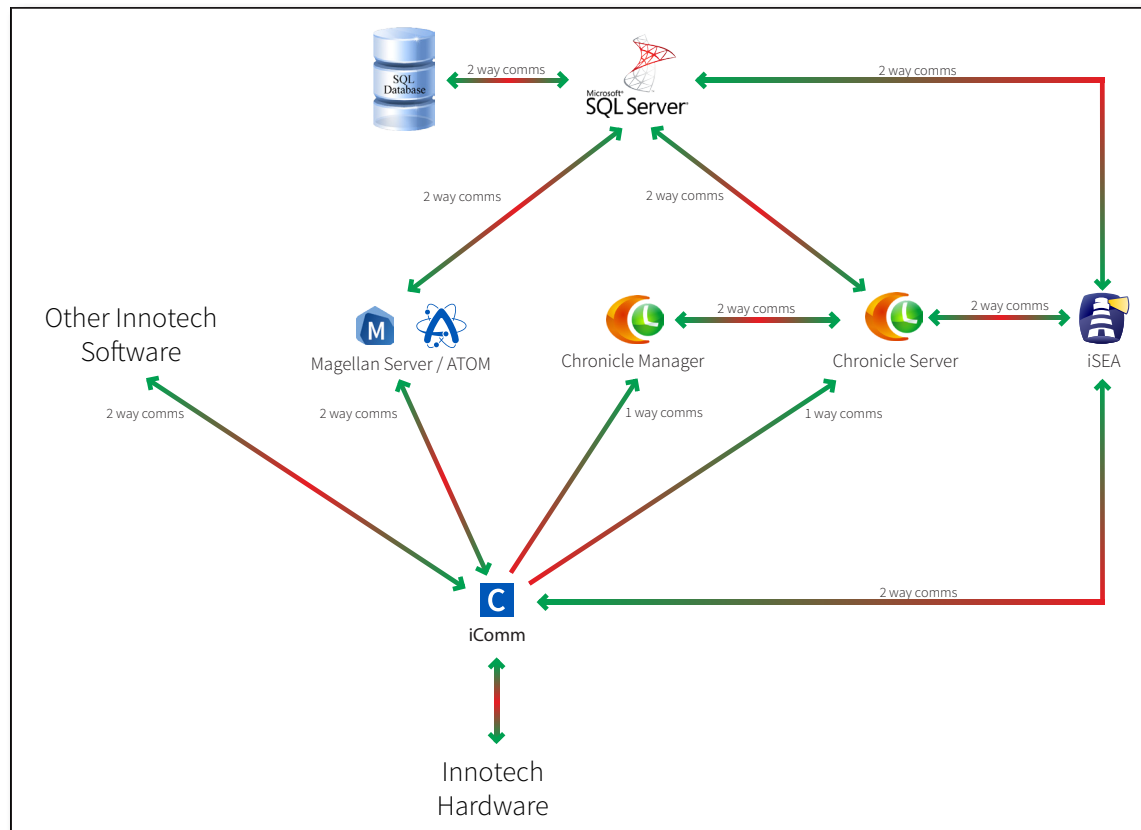 2 way comms
2 way comms
SQL
Database
Microsoft®
SQL Server®
2 way comms
2 way comms
Other Innotech
Software
M
2 way comms
2 way comms
Magellan Server / ATOM
Chronicle Manager
Chronicle Server
iSEA
2 way comms
2 way comms
1 way comms
1 way comms
C
2 way comms
iComm
Innotech
Hardware